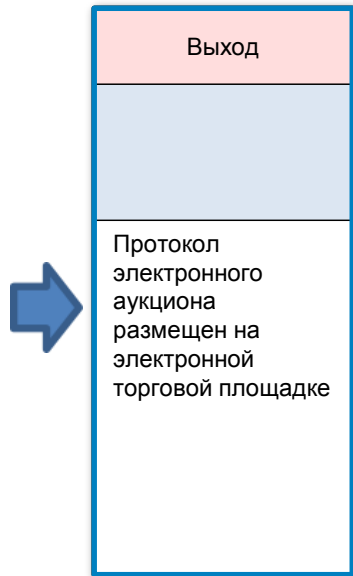 Выход
Протокол
электронного
аукциона
размещен на
электронной
торговой площадке